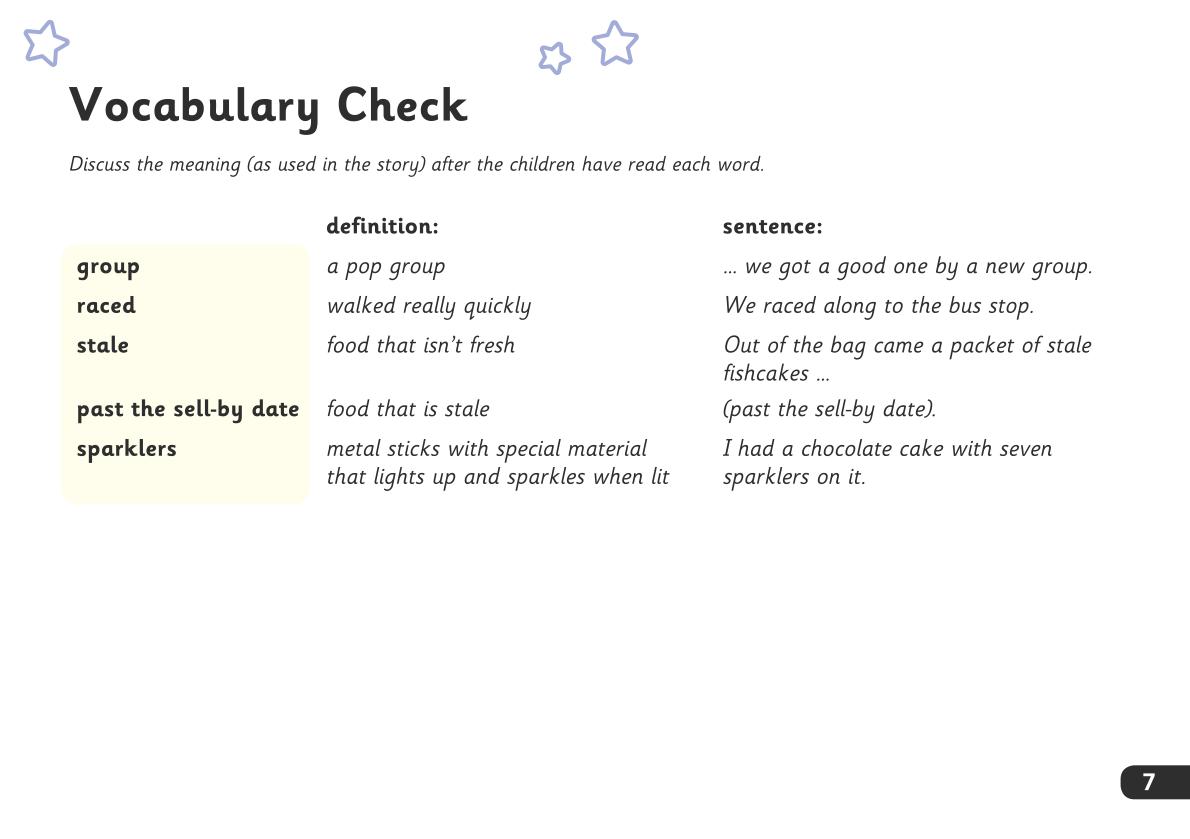 Vocabulary Check
Discuss the meaning (as used in the story) after the children have read each word.
definition: sentence:
group a pop group ... we got a good one by a new group.
raced walked really quickly We raced along to the bus stop.
stale food that isn’t fresh Out of the bag came a packet of stale
fishcakes ...
past the sell-by date food that is stale (past the sell-by date).
sparklers metal sticks with special material I had a chocolate cake with seven
that lights up and sparkles when lit sparklers on it.
7